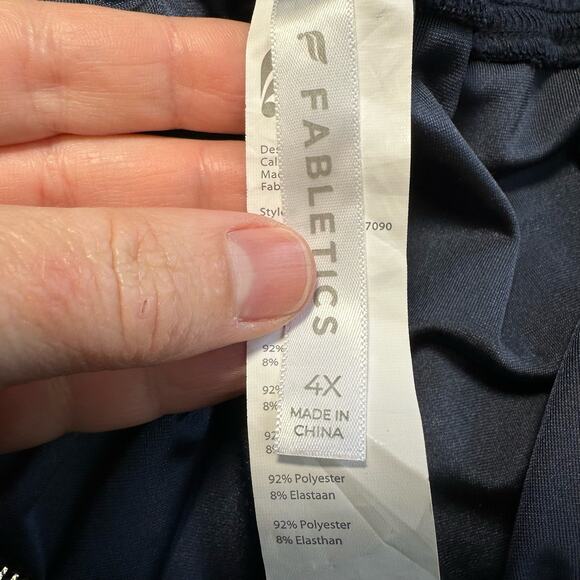 FABLETICS
4X
MADE IN
CHINA
7090
92%
8%
92%
8%
92
92% Polyester
8% Elastaan
92% Polyester
8% Elasthan